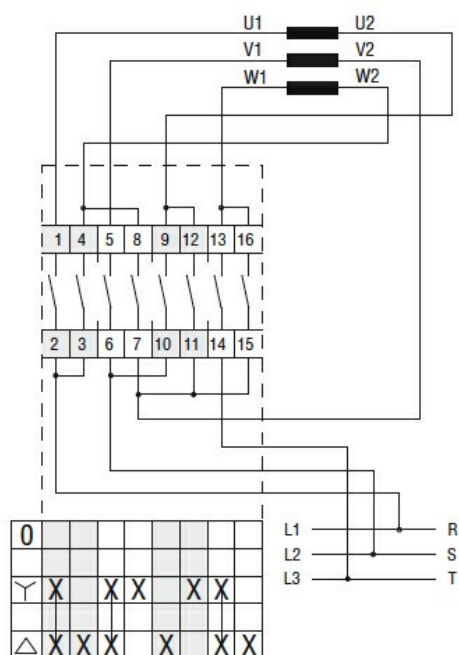 U1 U2
V1 V2
W1 W2
1 4 5 8 9 12 13 16
2 3 6 7 10 11 14 15
L1 R
L2 S
L3 T
0
Y X X X X X
△ X X X X X X